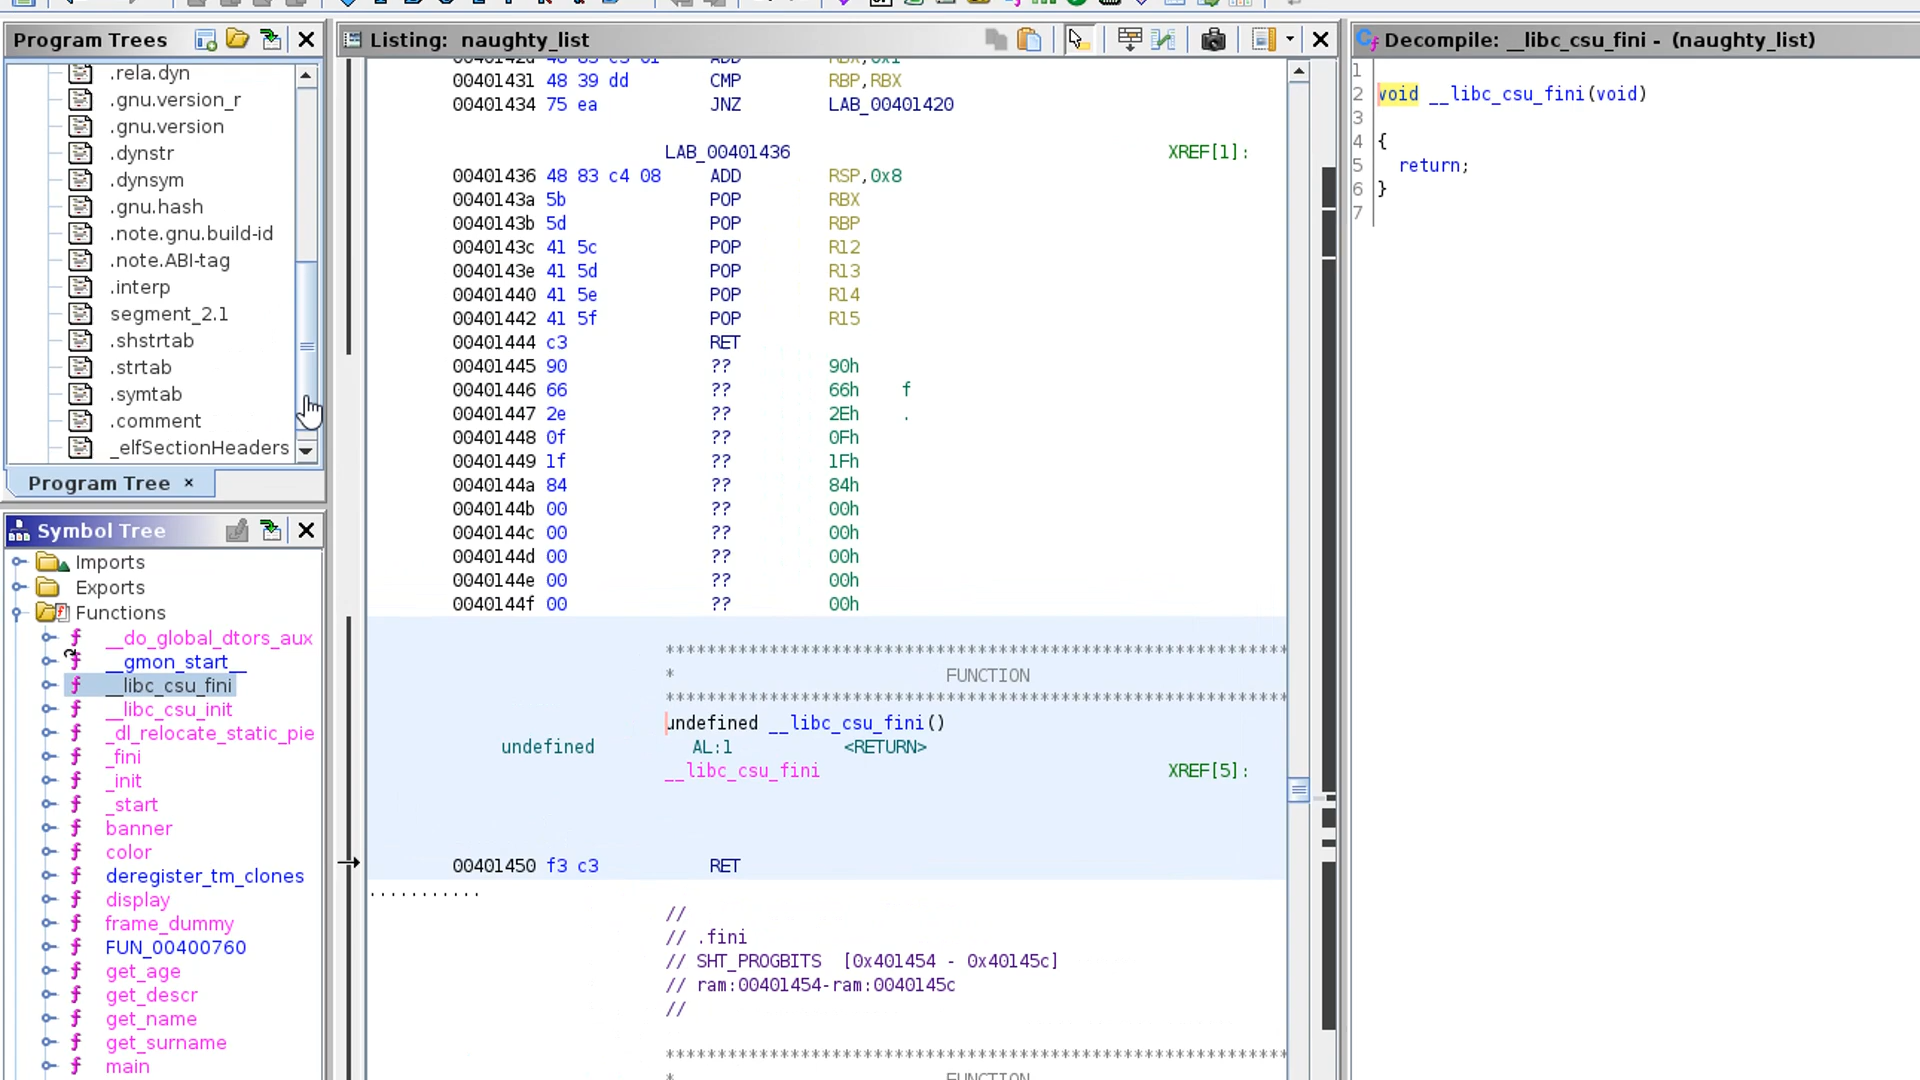 Program Trees
.rela.dyn
.gnu.version_r
.gnu.version
.dynstr
.dynsym
.gnu.hash
.note.gnu.build-id
.note.ABI-tag
.interp
segment_2.1
.shstrtab
.strtab
.symtab
.comment
_elfSectionHeaders
Program Tree ×
Symbol Tree
Imports
Exports
Functions
__do_global_dtors_aux
__gmon_start__
__libc_csu_fini
__libc_csu_init
_dl_relocate_static_pie
_fini
_init
_start
banner
color
deregister_tm_clones
display
frame_dummy
FUN_00400760
get_age
get_descr
get_name
get_surname
main
Listing: naughty_list
0040142d 48 83 c3 01 ADD RBX,0x1
00401431 48 39 dd CMP RBP,RBX
00401434 75 ea JNZ LAB_00401420
LAB_00401436 XREF[1]:
00401436 48 83 c4 08 ADD RSP,0x8
0040143a 5b POP RBX
0040143b 5d POP RBP
0040143c 41 5c POP R12
0040143e 41 5d POP R13
00401440 41 5e POP R14
00401442 41 5f POP R15
00401444 c3 RET
00401445 90 ?? 90h
00401446 66 ?? 66h f
00401447 2e ?? 2Eh .
00401448 0f ?? 0Fh
00401449 1f ?? 1Fh
0040144a 84 ?? 84h
0040144b 00 ?? 00h
0040144c 00 ?? 00h
0040144d 00 ?? 00h
0040144e 00 ?? 00h
0040144f 00 ?? 00h
************************************************************
* FUNCTION
************************************************************
undefined __libc_csu_fini()
undefined AL:1 <RETURN>
__libc_csu_fini XREF[5]:
00401450 f3 c3 RET
...........
//
// .fini
// SHT_PROGBITS [0x401454 - 0x40145c]
// ram:00401454-ram:0040145c
//
************************************************************
* FUNCTION
Decompile: __libc_csu_fini - (naughty_list)
1
2 void __libc_csu_fini(void)
3
4 {
5 return;
6 }
7